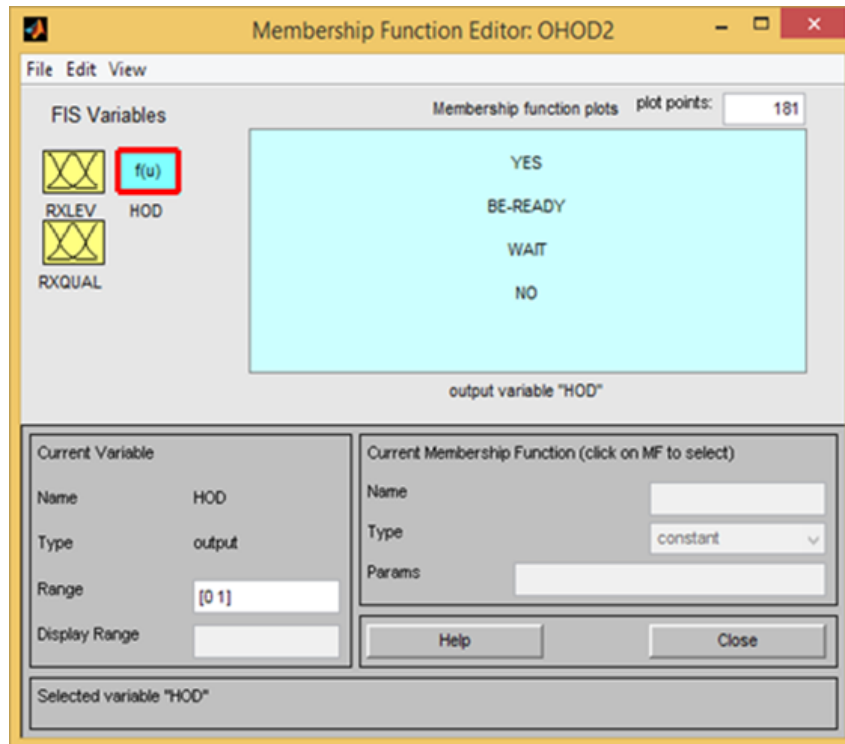 Membership Function Editor: OHOD2
File Edit View
FIS Variables
Membership function plots plot points: 181
f(u)
RXLEV HOD
RXQUAL
YES
BE-READY
WAIT
NO
output variable "HOD"
Current Variable
Name HOD
Type output
Range [0 1]
Display Range
Current Membership Function (click on MF to select)
Name
Type constant
Params
Help Close
Selected variable "HOD"